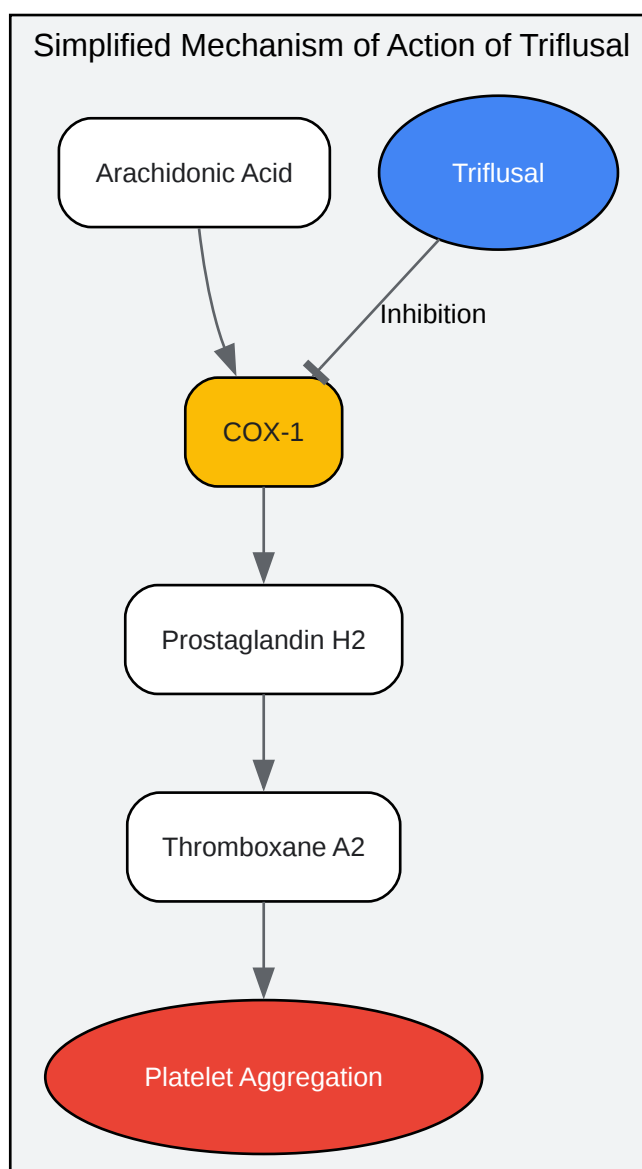 Simplified Mechanism of Action of Triflusal
Arachidonic Acid
Triflusal
Inhibition
COX-1
Prostaglandin H2
Thromboxane A2
Platelet Aggregation